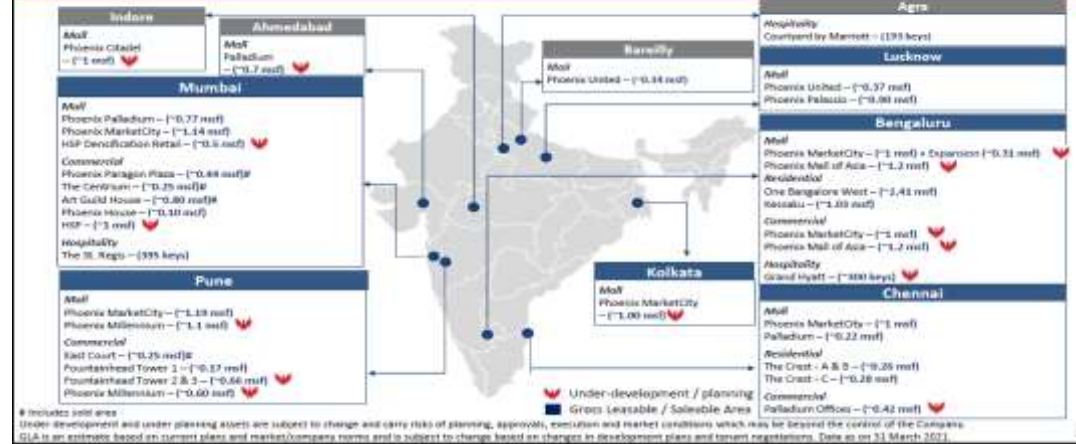 Indore
Mall
Phoenix Citadel
– (~1 msf)
Ahmedabad
Mall
Palladium
– (~0.7 msf)
Mumbai
Mall
Phoenix Palladium – (~0.77 msf)
Phoenix MarketCity – (~1.14 msf)
HSP Densification Retail – (~0.5 msf)
Commercial
Phoenix Paragon Plaza – (~0.44 msf)#
The Centrium – (~0.25 msf)#
Art Guild House – (~0.80 msf)#
Phoenix House – (~0.10 msf)
HSP – (~1 msf)
Hospitality
The St. Regis – (395 keys)
Pune
Mall
Phoenix MarketCity – (~1.19 msf)
Phoenix Millennium – (~1.1 msf)
Commercial
East Court – (~0.25 msf)#
Fountainhead Tower 1 – (~0.17 msf)
Fountainhead Tower 2 & 3 – (~0.66 msf)
Phoenix Millennium – (~0.60 msf)
Bareilly
Mall
Phoenix United – (~0.34 msf)
Agra
Hospitality
Courtyard by Marriott – (193 keys)
Lucknow
Mall
Phoenix United – (~0.37 msf)
Phoenix Palassio – (~0.90 msf)
Bengaluru
Mall
Phoenix MarketCity – (~1 msf) + Expansion (~0.31 msf)
Phoenix Mall of Asia – (~1.2 msf)
Residential
One Bangalore West – (~2.41 msf)
Kessaku – (~1.03 msf)
Commercial
Phoenix MarketCity – (~1 msf)
Phoenix Mall of Asia – (~1.2 msf)
Hospitality
Grand Hyatt – (~300 keys)
Kolkata
Mall
Phoenix MarketCity
– (~1.00 msf)
Chennai
Mall
Phoenix MarketCity – (~1 msf)
Palladium – (~0.22 msf)
Residential
The Crest - A & B – (~0.26 msf)
The Crest - C – (~0.28 msf)
Commercial
Palladium Offices – (~0.42 msf)
Under-development / planning
Gross Leasable / Saleable Area
# Includes sold area
Under development and under planning assets are subject to change and carry risks of planning, approvals, execution and market conditions which may be beyond the control of the Company.
GLA is an estimate based on current plans and market/company norms and is subject to change based on changes in development plans and tenant negotiations. Data as on 31 March 2021.